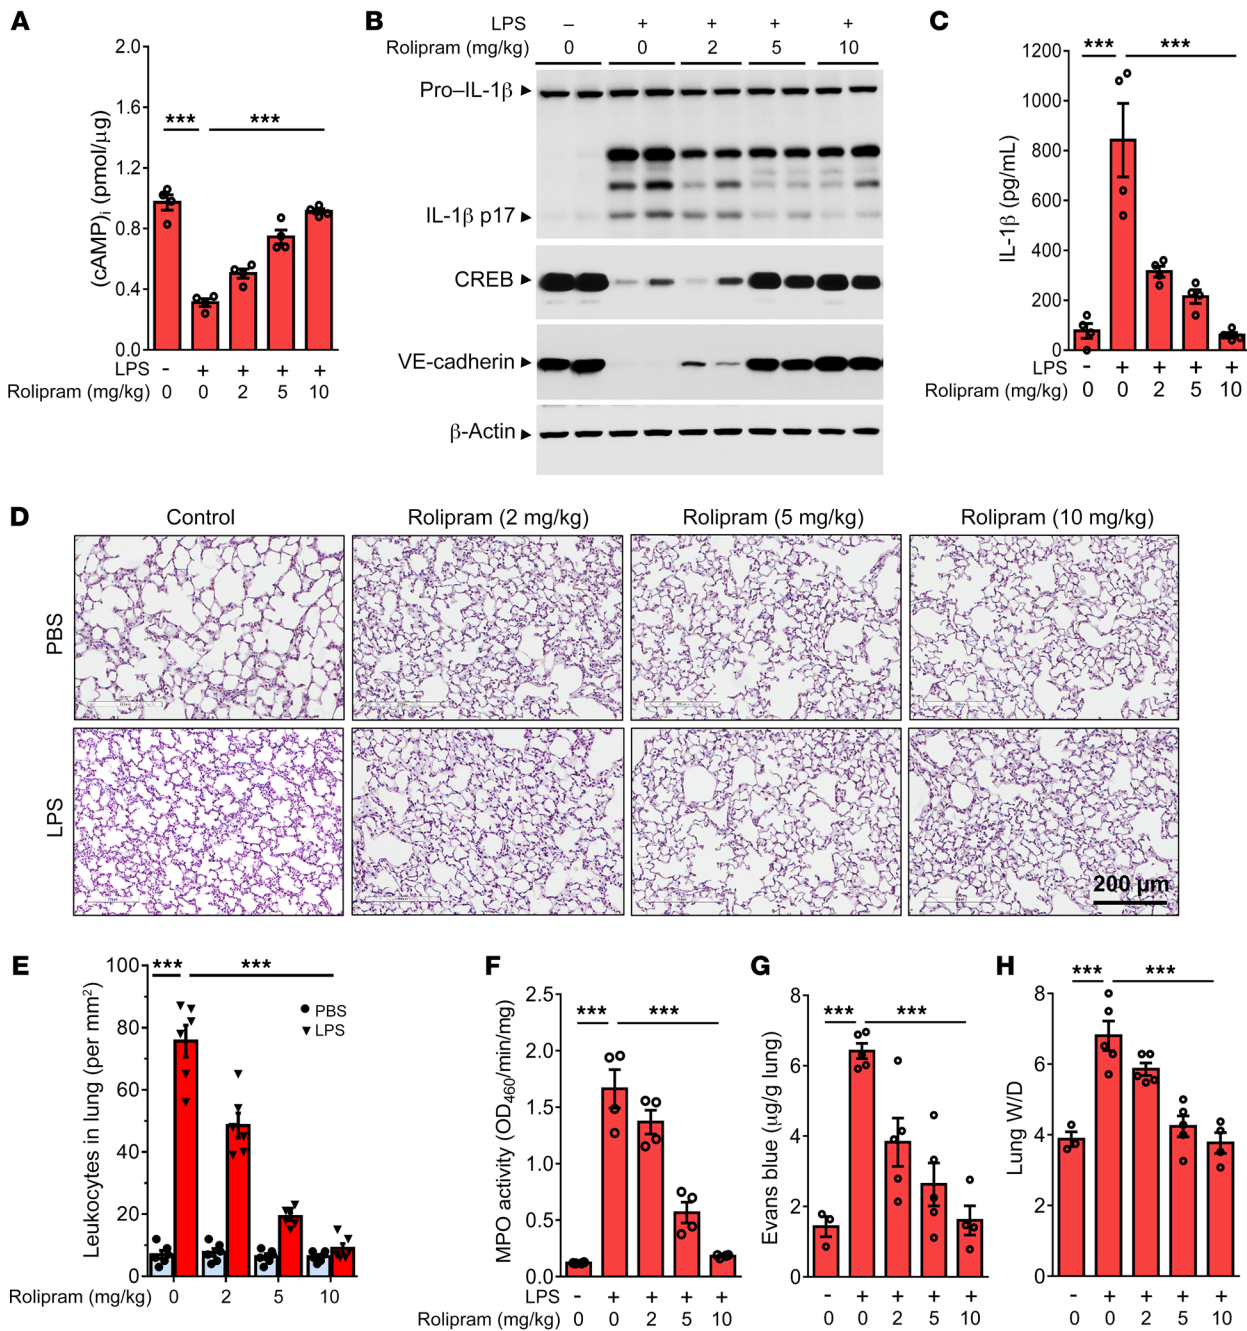 A
2.0
1.6
1.2
0.8
0.4
0.0
(cAMP)i (pmol/μg)
*** ***
LPS - + + + +
Rolipram (mg/kg) 0 0 2 5 10
B
LPS – + + + +
Rolipram (mg/kg) 0 0 2 5 10
Pro–IL-1β
IL-1β p17
CREB
VE-cadherin
β-Actin
C
1200
1000
800
600
400
200
0
IL-1β (pg/mL)
*** ***
LPS - + + + +
Rolipram (mg/kg) 0 0 2 5 10
D
Control Rolipram (2 mg/kg) Rolipram (5 mg/kg) Rolipram (10 mg/kg)
PBS
LPS
200 μm
E
100
80
60
40
20
0
Leukocytes in lung (per mm²)
*** ***
PBS
LPS
Rolipram (mg/kg) 0 2 5 10
F
2.5
2.0
1.5
1.0
0.5
0.0
MPO activity (OD460/min/mg)
*** ***
LPS - + + + +
Rolipram (mg/kg) 0 0 2 5 10
G
8
6
4
2
0
Evans blue (μg/g lung)
*** ***
- + + + +
0 0 2 5 10
H
8
6
4
2
0
Lung W/D
*** ***
- + + + +
0 0 2 5 10